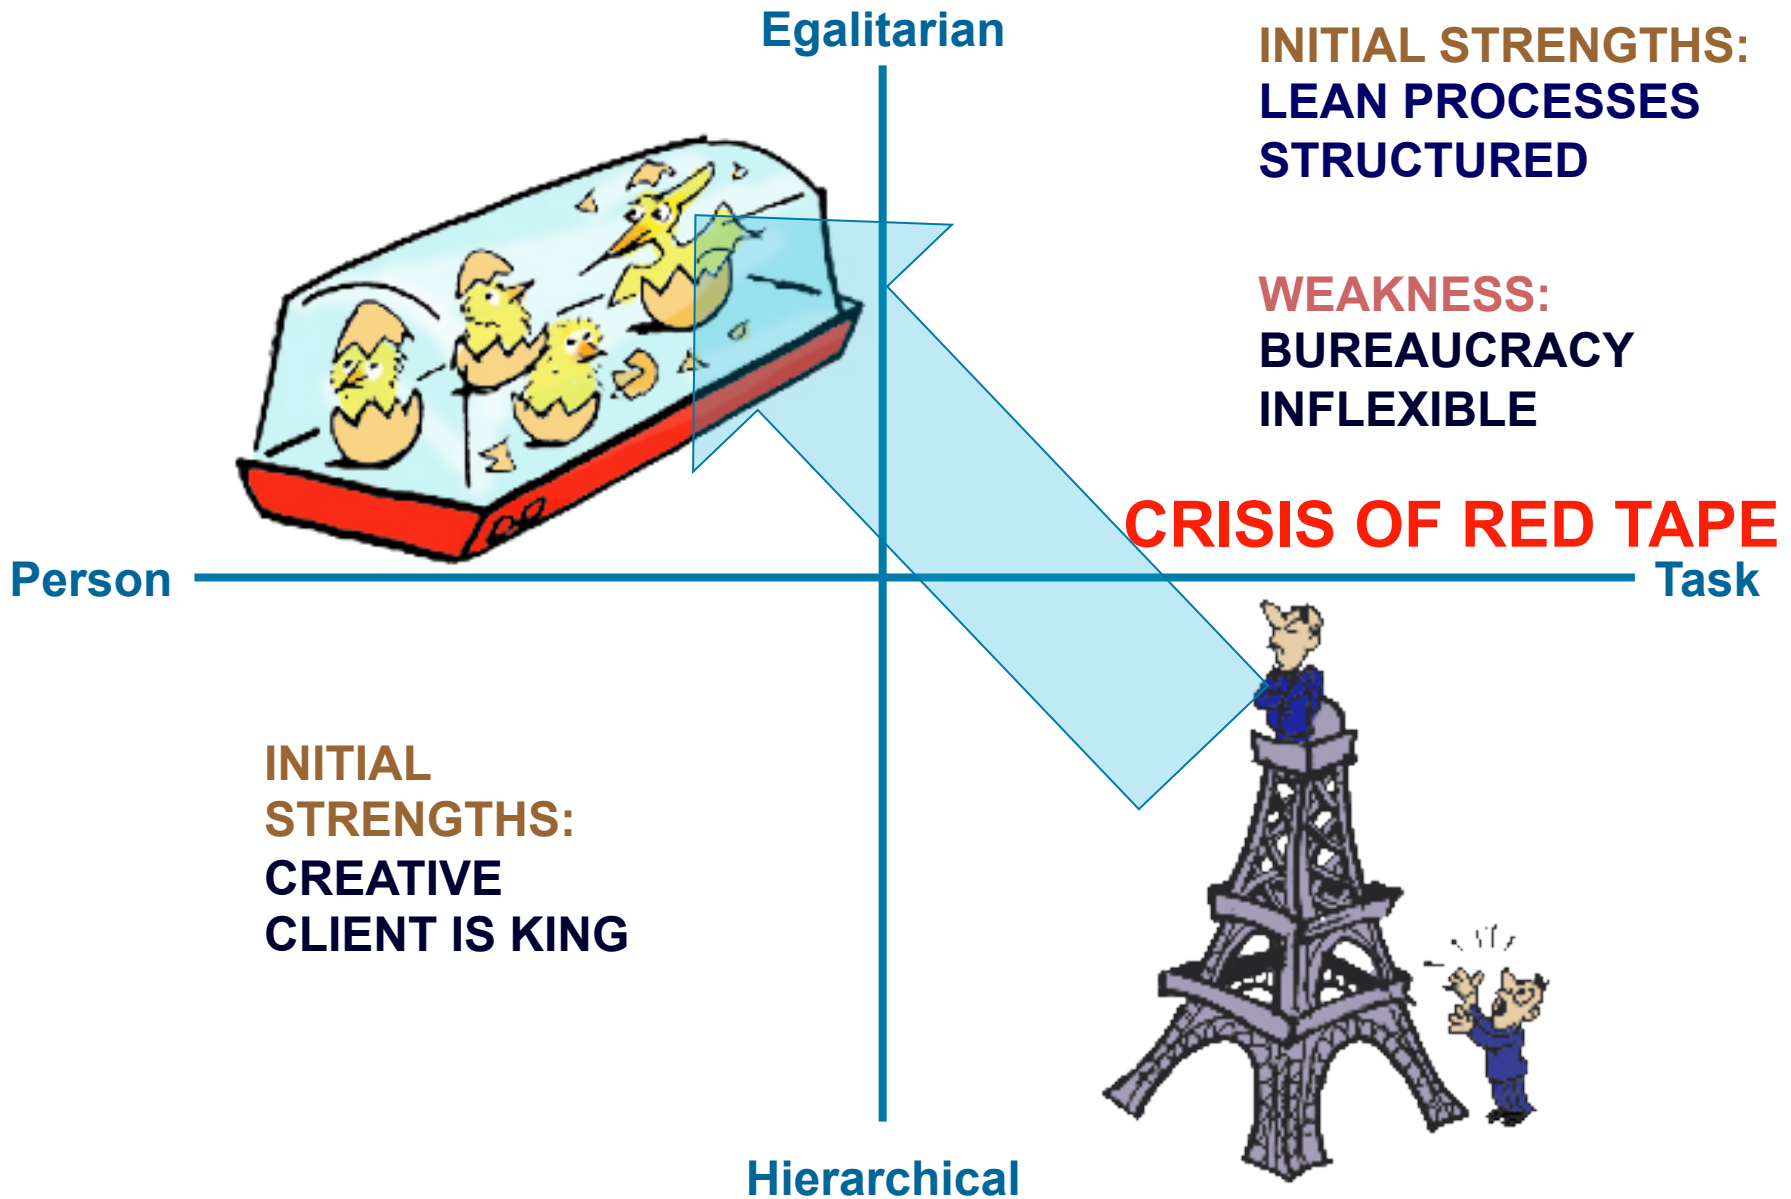 Egalitarian
INITIAL STRENGTHS:
LEAN PROCESSES
STRUCTURED
WEAKNESS:
BUREAUCRACY
INFLEXIBLE
CRISIS OF RED TAPE
Person
Task
INITIAL
STRENGTHS:
CREATIVE
CLIENT IS KING
Hierarchical